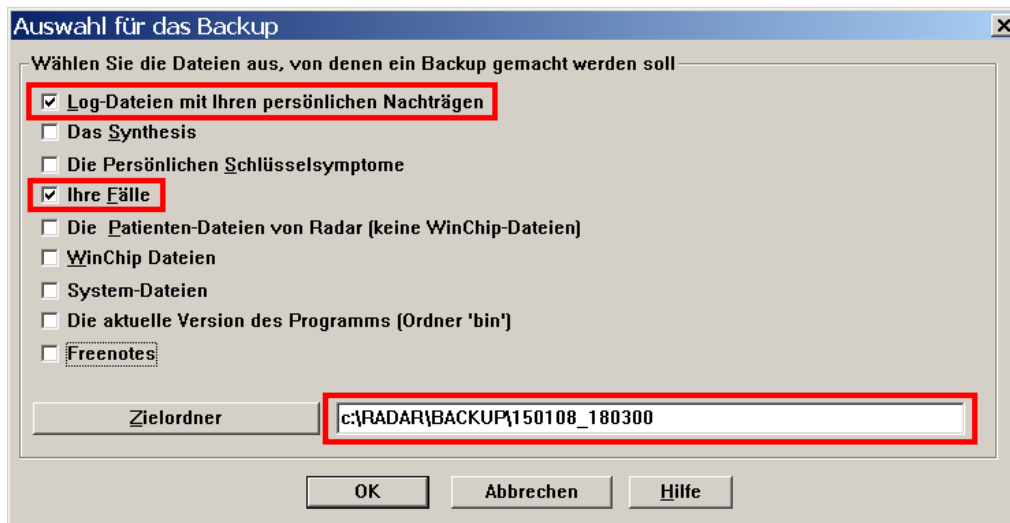 Auswahl für das Backup
Wählen Sie die Dateien aus, von denen ein Backup gemacht werden soll
Log-Dateien mit Ihren persönlichen Nachträgen
Das Synthesis
Die Persönlichen Schlüsselsymptome
Ihre Fälle
Die Patienten-Dateien von Radar (keine WinChip-Dateien)
WinChip Dateien
System-Dateien
Die aktuelle Version des Programms (Ordner 'bin')
Freenotes
Zielordner c:\RADAR\BACKUP\150108_180300
OK Abbrechen Hilfe